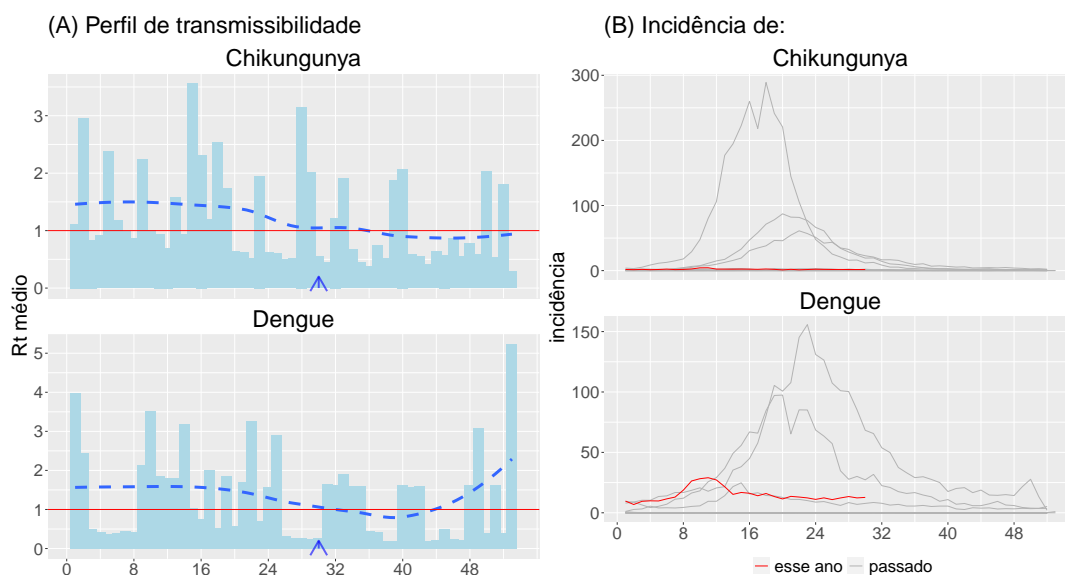 (A) Perfil de transmissibilidade
Chikungunya
3
2
1
0
Dengue
5
4
3
2
1
0
0 8 16 24 32 40 48
Rt médio
(B) Incidência de:
Chikungunya
300
200
100
0
Dengue
150
100
50
0
0 8 16 24 32 40 48
incidência
esse ano passado